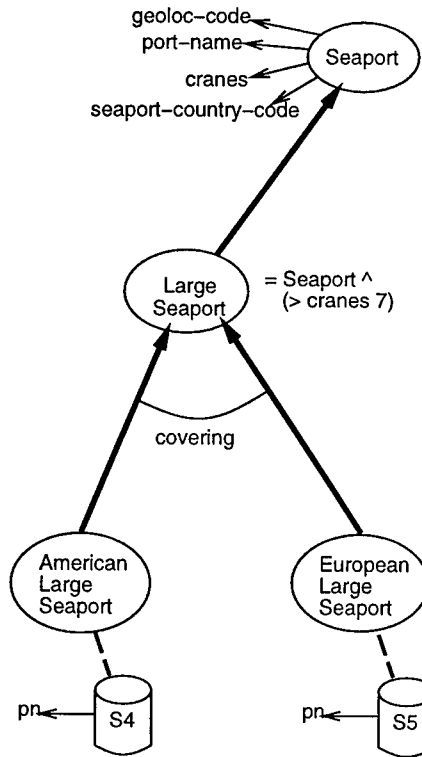 geoloc-code
port-name
cranes
seaport-country-code
Seaport
Large
Seaport
= Seaport ^
(> cranes 7)
covering
American
Large
Seaport
European
Large
Seaport
pn
S4
pn
S5